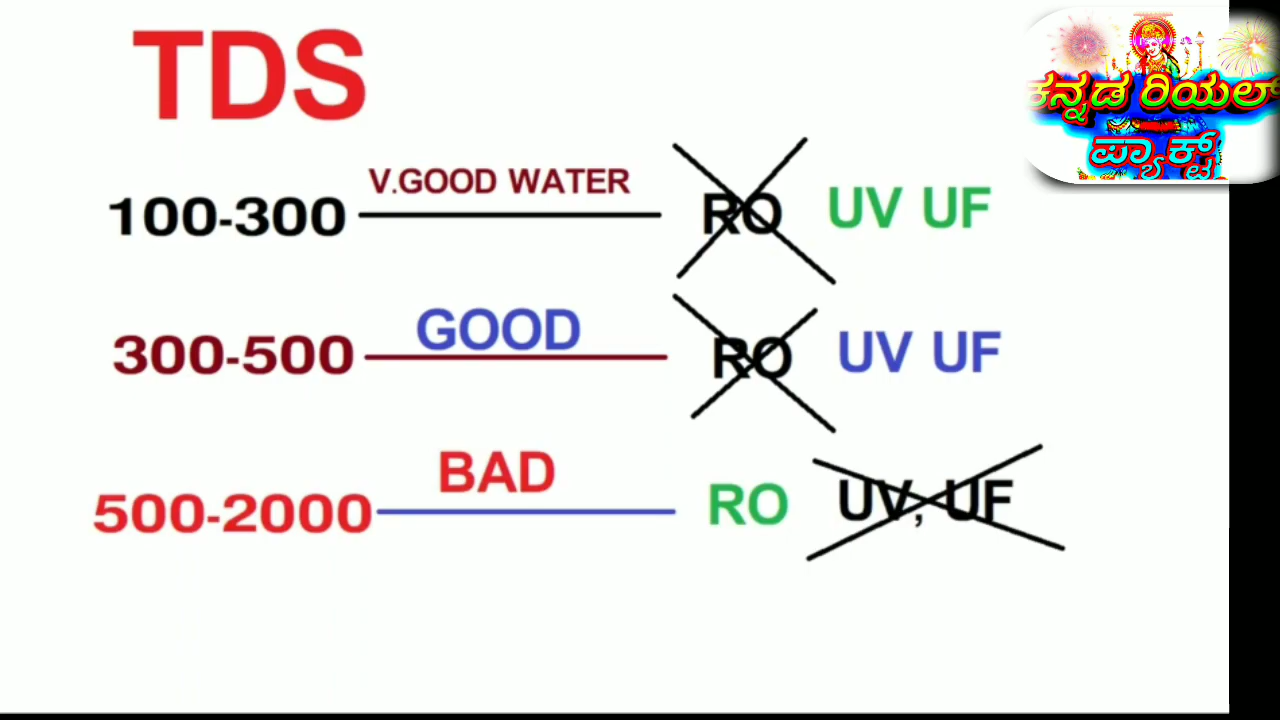 TDS
ಕನ್ನಡ ರಿಯಲ್
ಪ್ಯಾಕ್ಟ್
100-300 V.GOOD WATER RO UV UF
300-500 GOOD RO UV UF
500-2000 BAD RO UV, UF